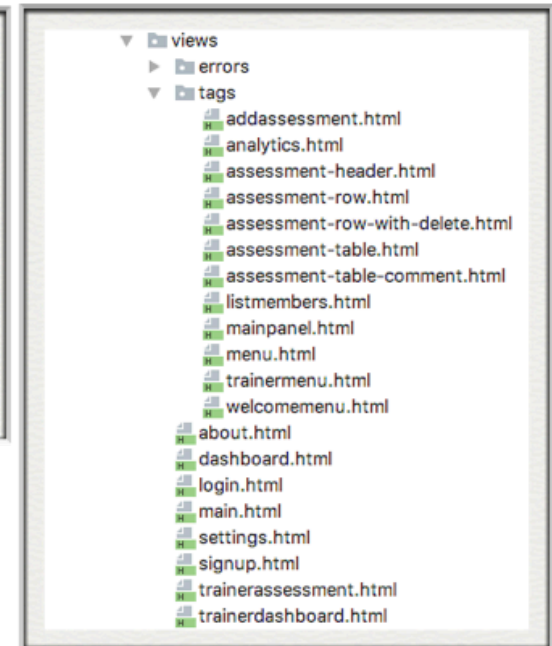 views
errors
tags
addassessment.html
analytics.html
assessment-header.html
assessment-row.html
assessment-row-with-delete.html
assessment-table.html
assessment-table-comment.html
listmembers.html
mainpanel.html
menu.html
trainermenu.html
welcomemenu.html
about.html
dashboard.html
login.html
main.html
settings.html
signup.html
trainerassessment.html
trainerdashboard.html